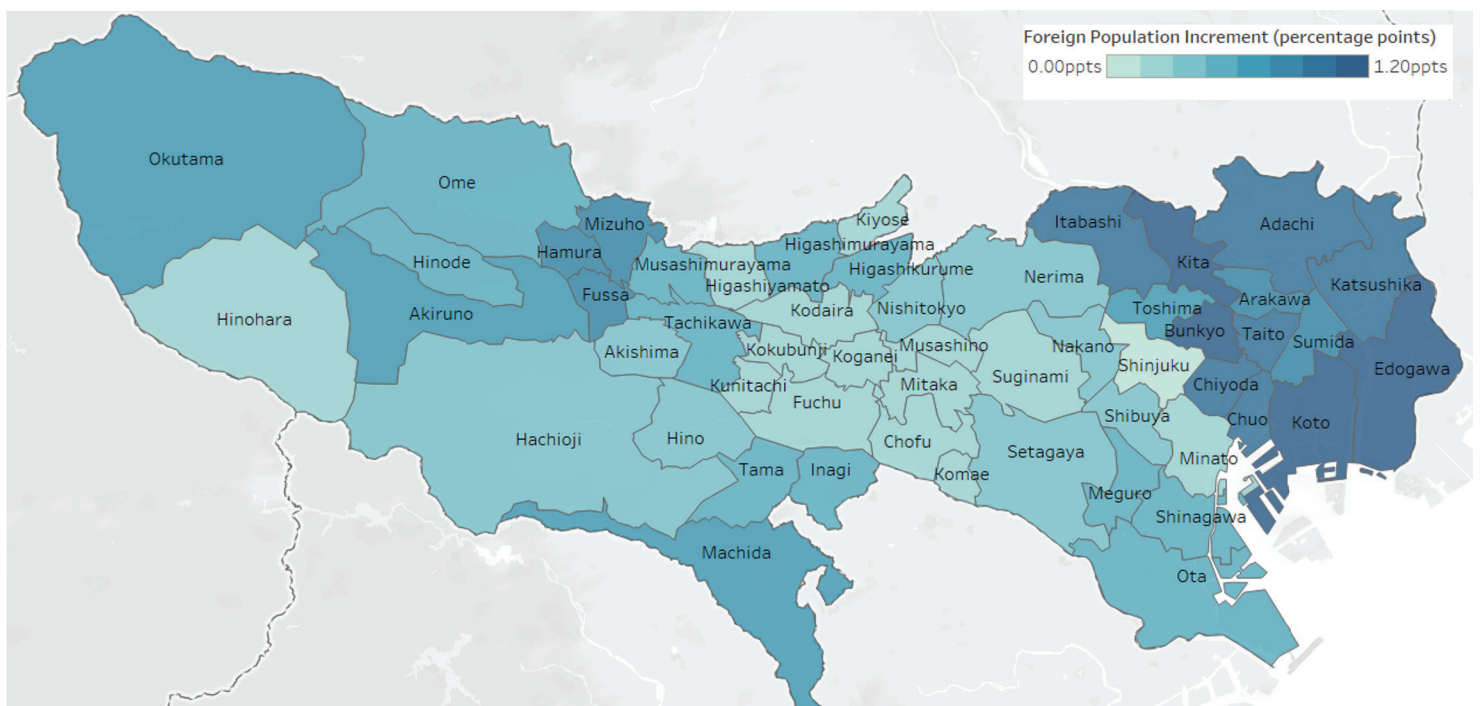 Foreign Population Increment (percentage points)
0.00ppts 1.20ppts
Okutama
Ome
Mizuho
Hamura
Hinode
Fussa
Akiruno
Hinohara
Kiyose
Higashimurayama
Musashimurayama
Higashikurume
Higashiyamato
Kodaira
Nishitokyo
Nerima
Itabashi
Adachi
Kita
Katsushika
Arakawa
Toshima
Bunkyo
Taito
Sumida
Edogawa
Tachikawa
Akishima
Kokubunji
Koganei
Musashino
Nakano
Shinjuku
Suginami
Mitaka
Kunitachi
Fuchu
Chiyoda
Chuo
Koto
Shibuya
Hachioji
Hino
Chofu
Setagaya
Minato
Tama
Inagi
Komae
Meguro
Shinagawa
Machida
Ota